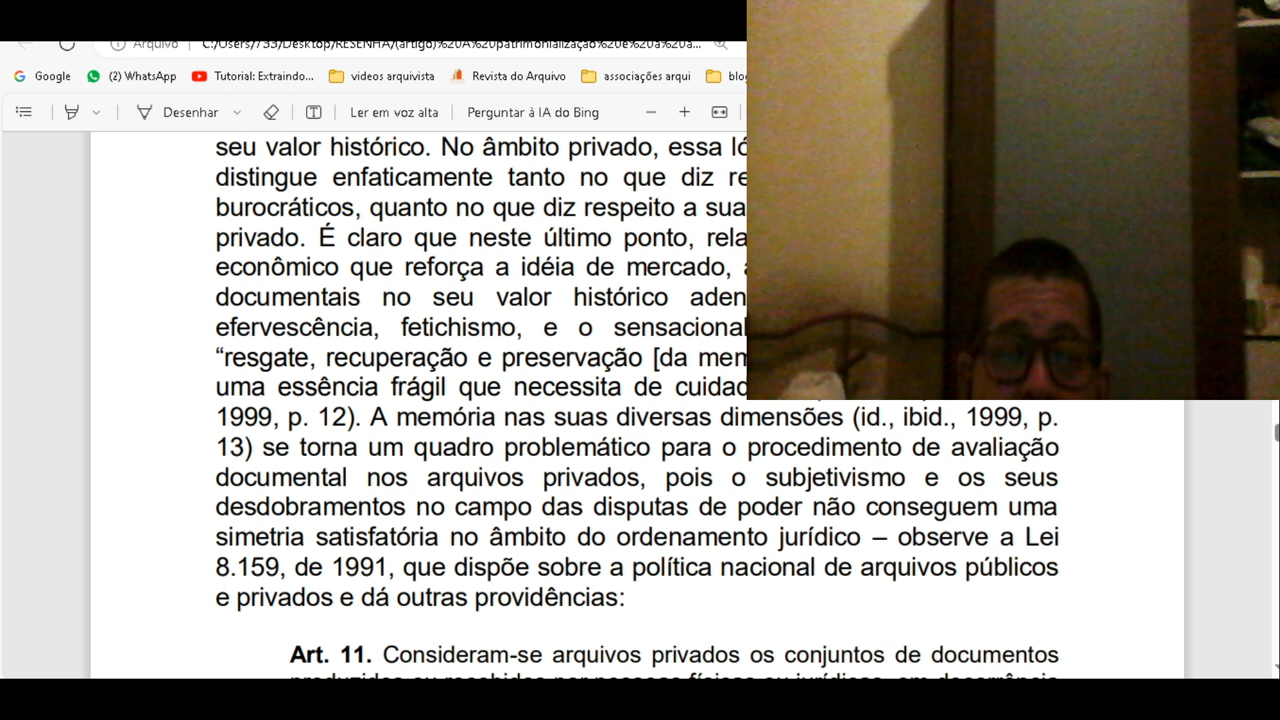 Arquivo C:/Users/733/Desktop/RESENHA/(artigo)%20A%20patrimonialização%20e%20a%20a...
Google (2) WhatsApp Tutorial: Extraindo... videos arquivista Revista do Arquivo associações arqui blog
Desenhar Ler em voz alta Perguntar à IA do Bing
seu valor histórico. No âmbito privado, essa
distingue enfaticamente tanto no que diz
burocráticos, quanto no que diz respeito a sua
privado. É claro que neste último ponto,
econômico que reforça a idéia de mercado,
documentais no seu valor histórico
efervescência, fetichismo, e o
“resgate, recuperação e preservação [da
uma essência frágil que necessita de
1999, p. 12). A memória nas suas diversas dimensões (id., ibid., 1999, p.
13) se torna um quadro problemático para o procedimento de avaliação
documental nos arquivos privados, pois o subjetivismo e os seus
desdobramentos no campo das disputas de poder não conseguem uma
simetria satisfatória no âmbito do ordenamento jurídico – observe a Lei
8.159, de 1991, que dispõe sobre a política nacional de arquivos públicos
e privados e dá outras providências:
Art. 11. Consideram-se arquivos privados os conjuntos de documentos